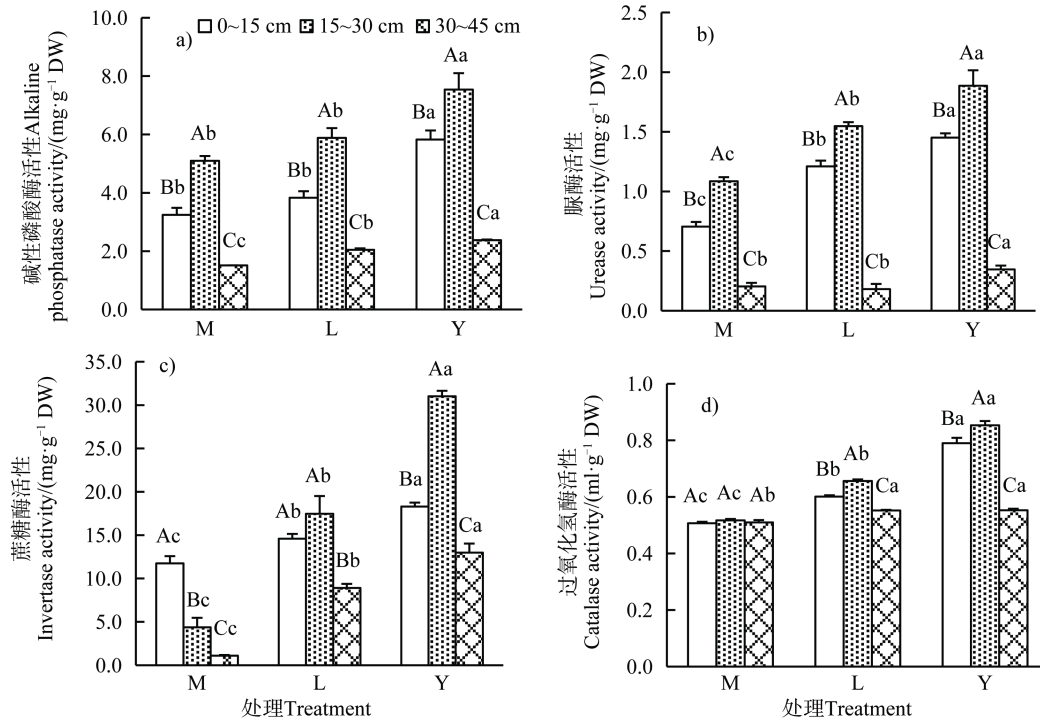 a)
□ 0~15 cm 15~30 cm 30~45 cm
碱性磷酸酶活性Alkaline
phosphatase activity/(mg·g⁻¹ DW)
10.0
8.0
6.0
4.0
2.0
0.0
Bb Ab Cc
Bb Ab Cb
Ba Aa Ca
M L Y
b)
脲酶活性
Urease activity/(mg·g⁻¹ DW)
2.5
2.0
1.5
1.0
0.5
0.0
Bc Ac Cb
Bb Ab Cb
Ba Aa Ca
M L Y
c)
蔗糖酶活性
Invertase activity/(mg·g⁻¹ DW)
35.0
30.0
25.0
20.0
15.0
10.0
5.0
0.0
Ac Bc Cc
Ab Ab Bb
Ba Aa Ca
M L Y
处理Treatment
d)
过氧化氢酶活性
Catalase activity/(ml·g⁻¹ DW)
1.0
0.8
0.6
0.4
0.2
0.0
Ac Ac Ab
Bb Ab Ca
Ba Aa Ca
M L Y
处理Treatment